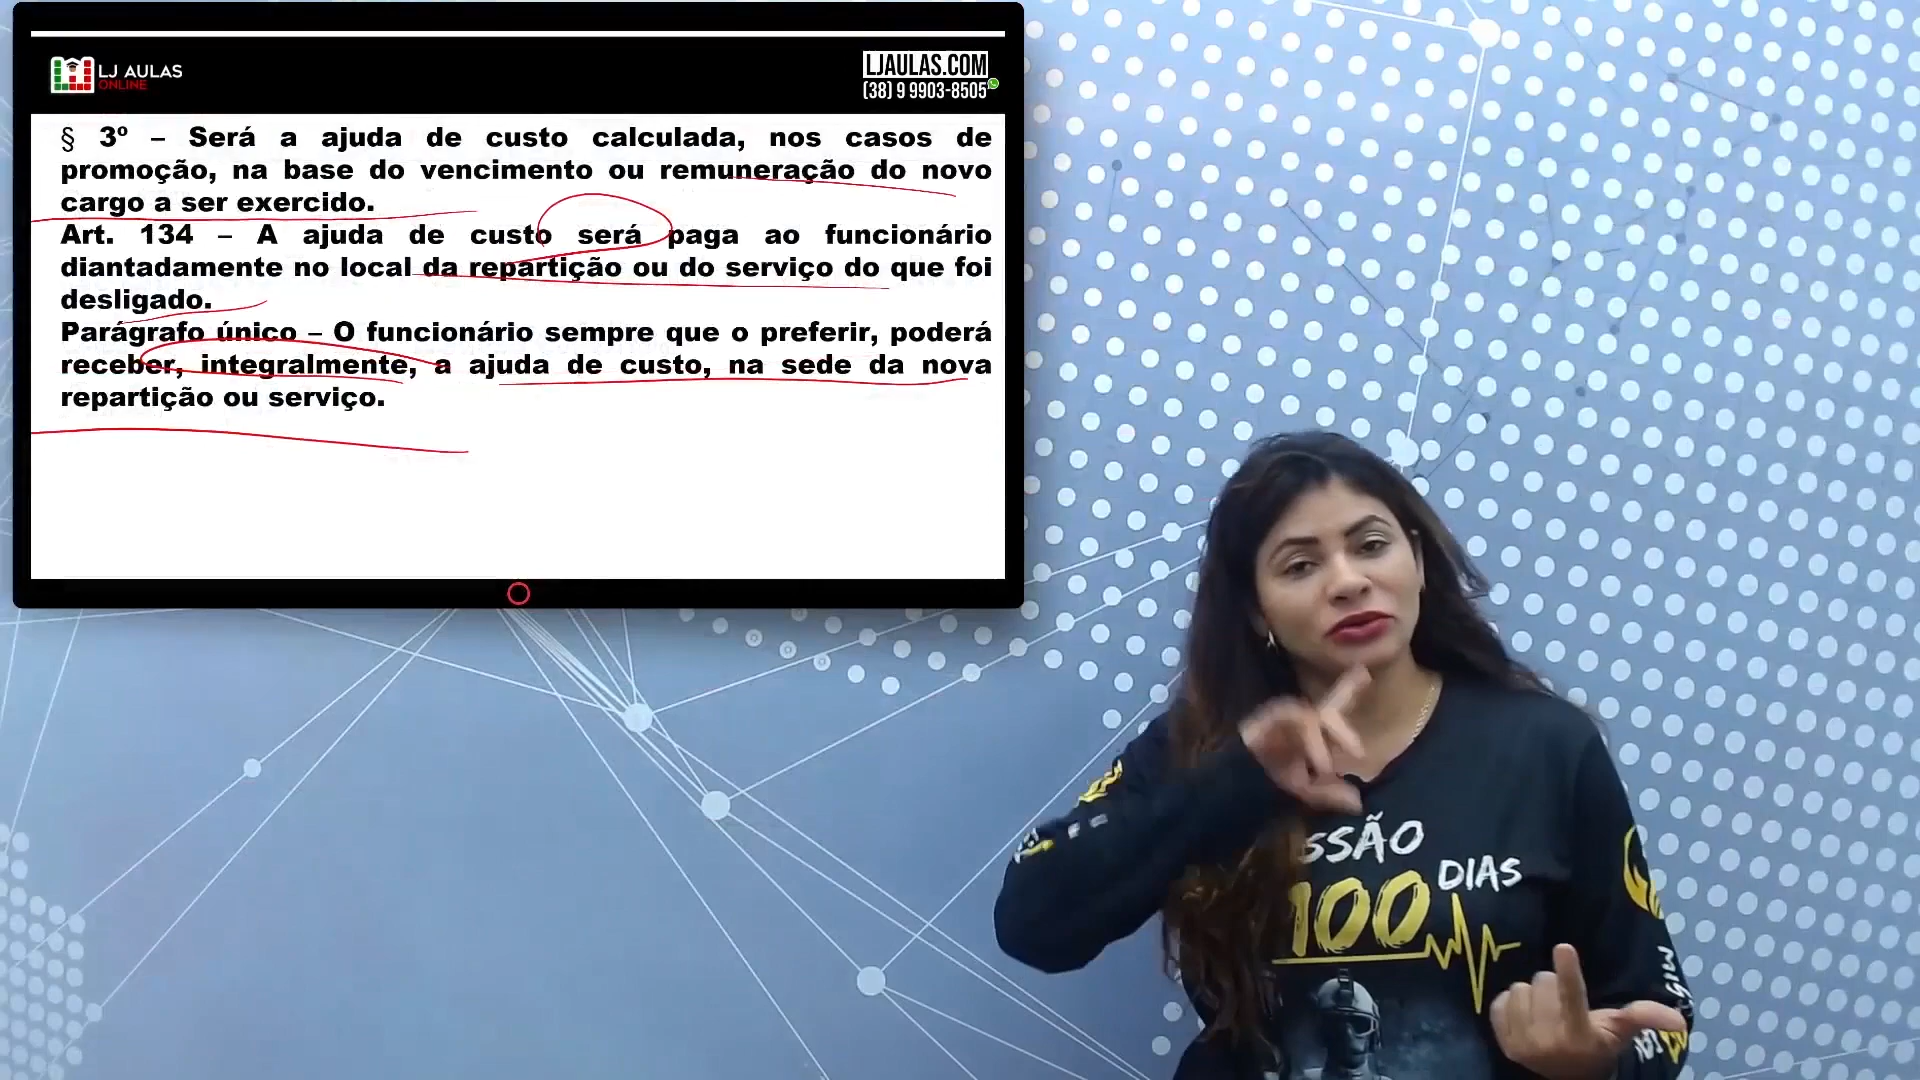 LJ AULAS
ONLINE
LJAULAS.COM
(38) 9 9903-8505
§ 3º – Será a ajuda de custo calculada, nos casos de
promoção, na base do vencimento ou remuneração do novo
cargo a ser exercido.
Art. 134 – A ajuda de custo será paga ao funcionário
diantadamente no local da repartição ou do serviço do que foi
desligado.
Parágrafo único – O funcionário sempre que o preferir, poderá
receber, integralmente, a ajuda de custo, na sede da nova
repartição ou serviço.
SSÃO
100 DIAS